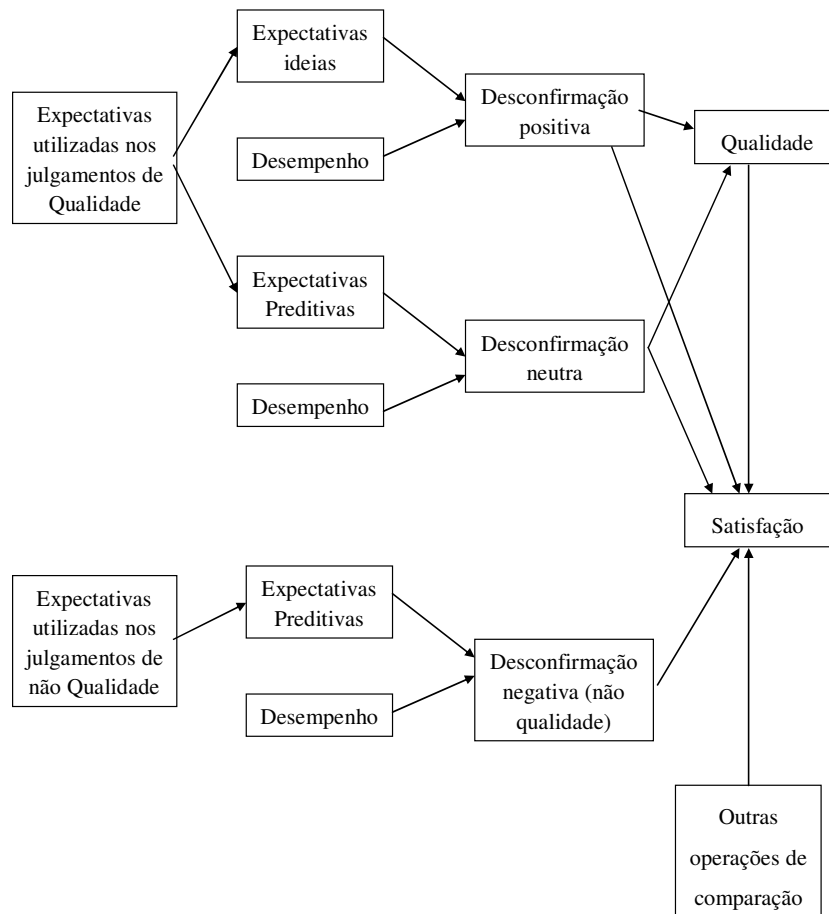 Expectativas
ideias
Expectativas
utilizadas nos
julgamentos de
Qualidade
Desconfirmação
positiva
Qualidade
Desempenho
Expectativas
Preditivas
Desconfirmação
neutra
Desempenho
Satisfação
Expectativas
utilizadas nos
julgamentos de
não Qualidade
Expectativas
Preditivas
Desconfirmação
negativa (não
qualidade)
Desempenho
Outras
operações de
comparação